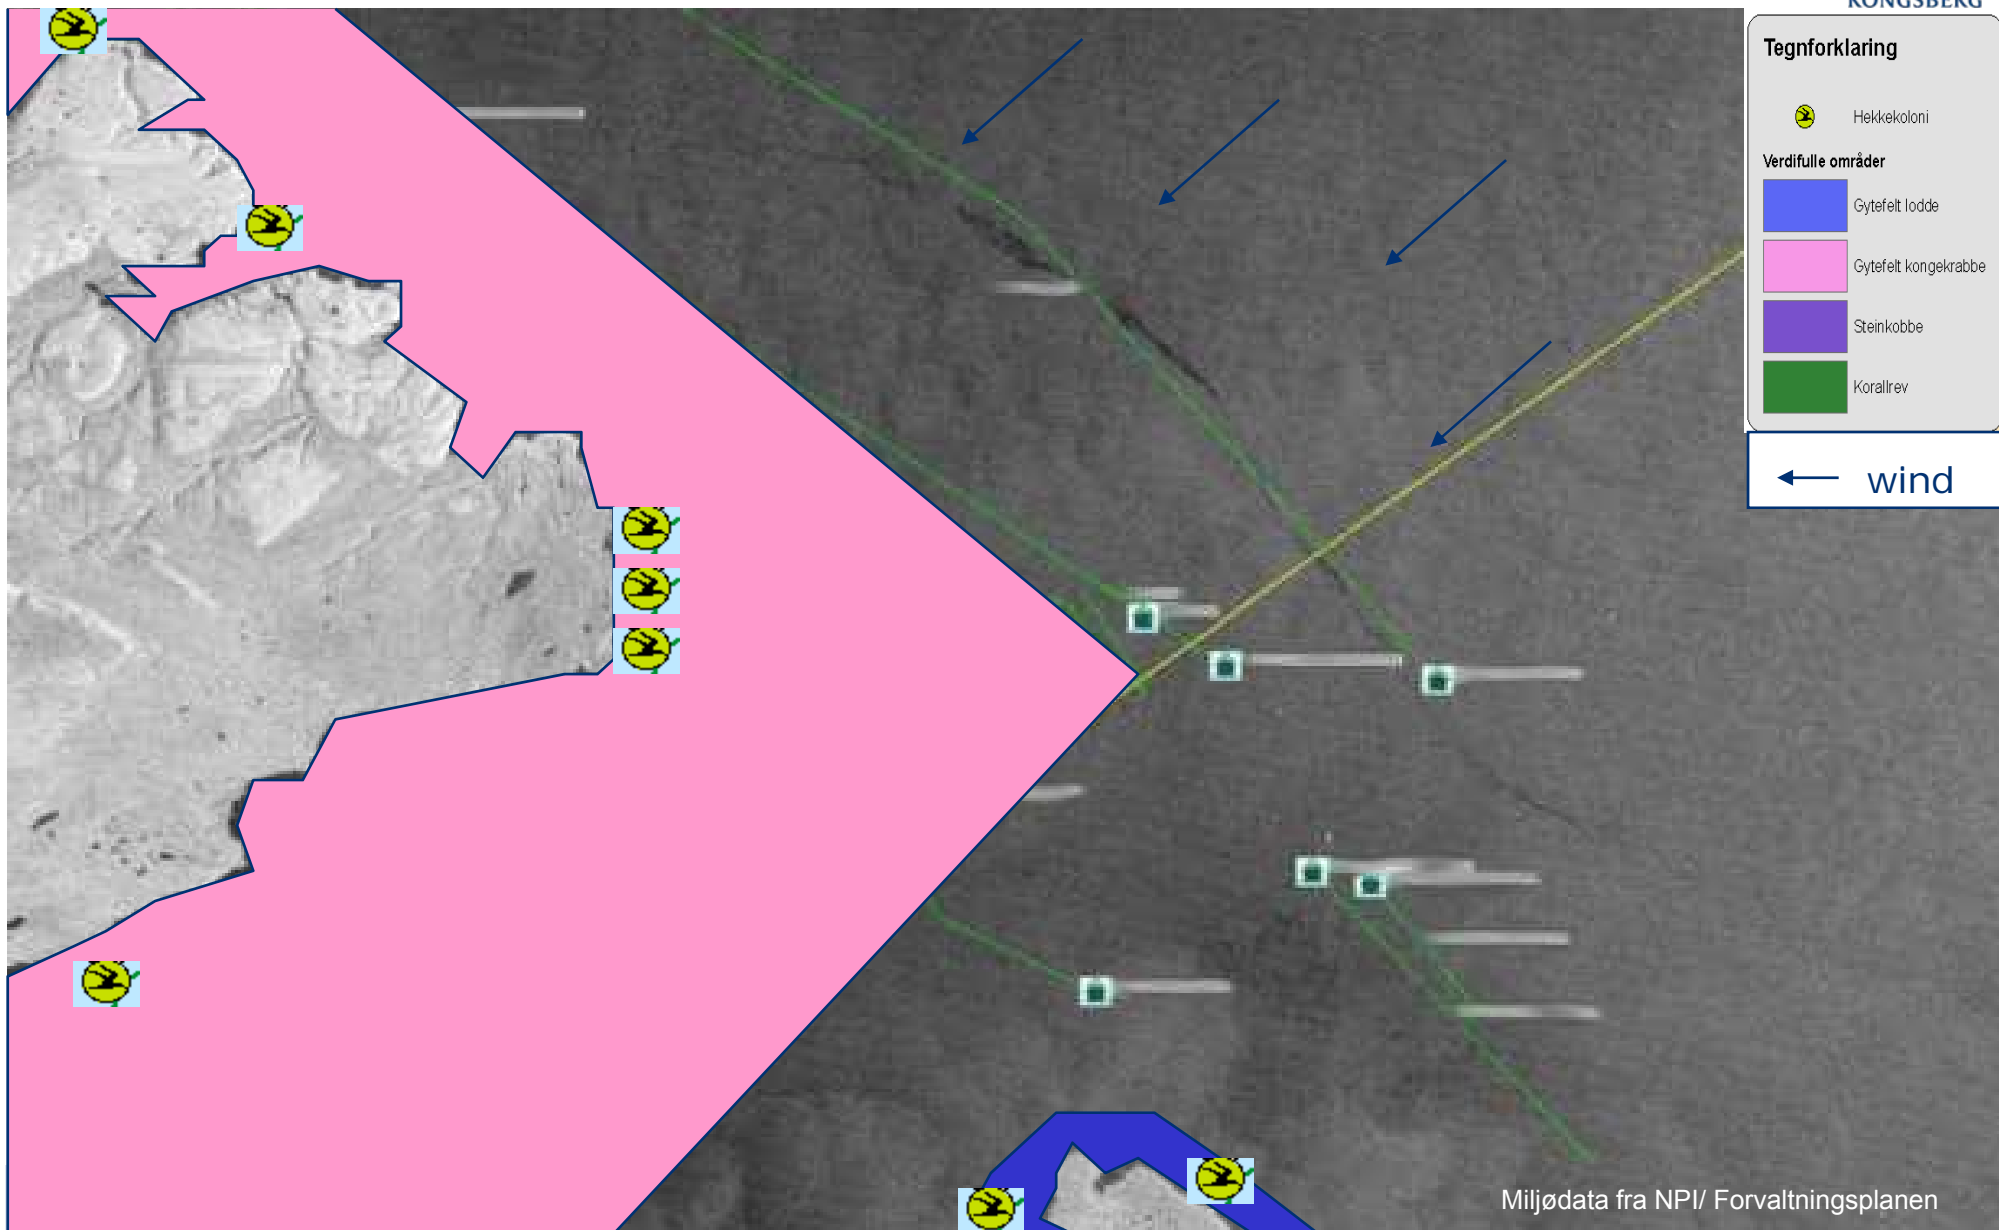 KONGSBERG
Tegnforklaring
Hekkekoloni
Verdifulle områder
Gytefelt lodde
Gytefelt kongekrabbe
Steinkobbe
Korallrev
wind
Miljødata fra NPI/ Forvaltningsplanen